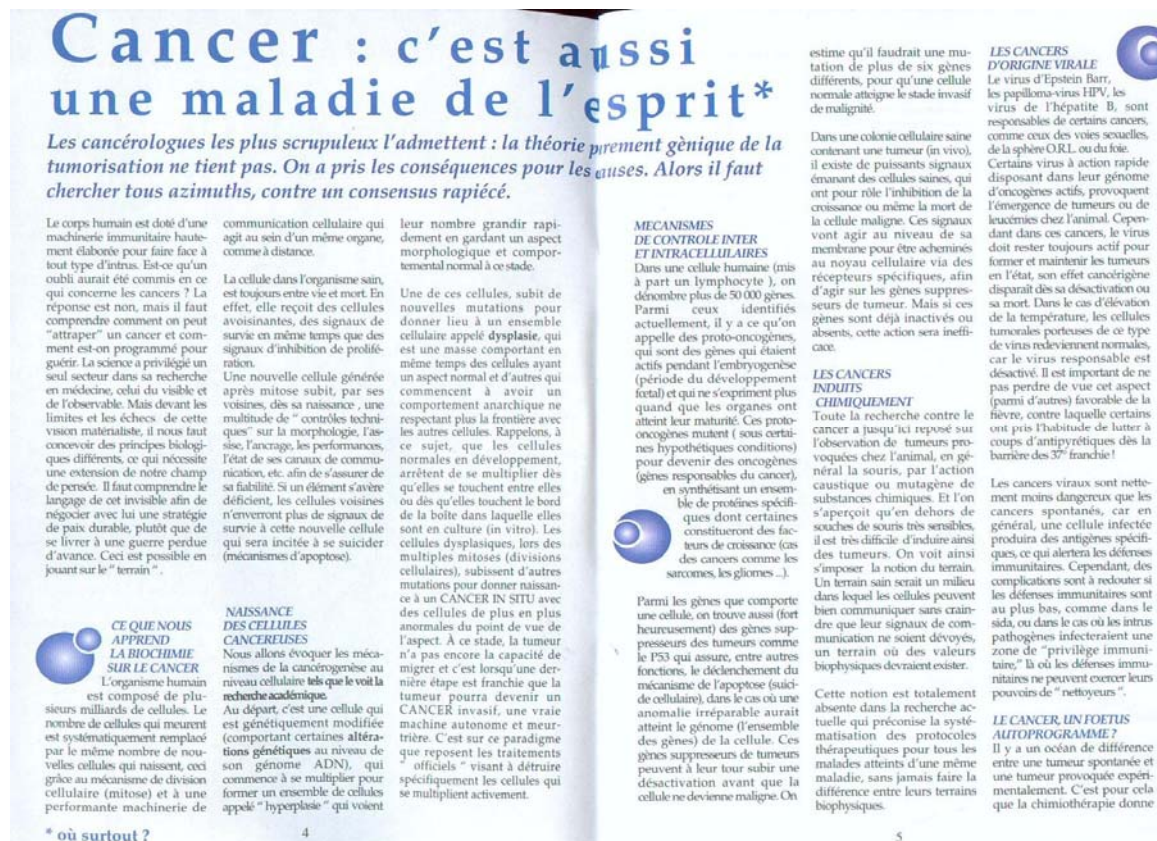 Cancer : c'est aussi
une maladie de l'esprit*
Les cancérologues les plus scrupuleux l'admettent : la théorie purement gènique de la
tumorisation ne tient pas. On a pris les conséquences pour les causes. Alors il faut
chercher tous azimuths, contre un consensus rapiécé.
Le corps humain est doté d'une
machinerie immunitaire haute-
ment élaborée pour faire face à
tout type d'intrus. Est-ce qu'un
oubli aurait été commis en ce
qui concerne les cancers ? La
réponse est non, mais il faut
comprendre comment on peut
"attraper" un cancer et com-
ment est-on programmé pour
guérir. La science a privilégié un
seul secteur dans sa recherche
en médecine, celui du visible et
de l'observable. Mais devant les
limites et les échecs de cette
vision matérialiste, il nous faut
concevoir des principes biologi-
ques différents, ce qui nécessite
une extension de notre champ
de pensée. Il faut comprendre le
langage de cet invisible afin de
négocier avec lui une stratégie
de paix durable, plutôt que de
se livrer à une guerre perdue
d'avance. Ceci est possible en
jouant sur le " terrain ".
CE QUE NOUS
APPREND
LA BIOCHIMIE
SUR LE CANCER
L'organisme humain
est composé de plu-
sieurs milliards de cellules. Le
nombre de cellules qui meurent
est systématiquement remplacé
par le même nombre de nou-
velles cellules qui naissent, ceci
grâce au mécanisme de division
cellulaire (mitose) et à une
performante machinerie de
* où surtout ?
communication cellulaire qui
agit au sein d'un même organe,
comme à distance.
La cellule dans l'organisme sain,
est toujours entre vie et mort. En
effet, elle reçoit des cellules
avoisinantes, des signaux de
survie en même temps que des
signaux d'inhibition de prolifé-
ration.
Une nouvelle cellule générée
après mitose subit, par ses
voisines, dès sa naissance , une
multitude de " contrôles techni-
ques" sur la morphologie, l'as-
sise, l'ancrage, les performances,
l'état de ses canaux de commu-
nication, etc. afin de s'assurer de
sa fiabilité. Si un élément s'avère
déficient, les cellules voisines
n'enverront plus de signaux de
survie à cette nouvelle cellule
qui sera incitée à se suicider
(mécanismes d'apoptose).
NAISSANCE
DES CELLULES
CANCEREUSES
Nous allons évoquer les méca-
nismes de la cancérogenèse au
niveau cellulaire tels que le voit la
recherche académique.
Au départ, c'est une cellule qui
est génétiquement modifiée
(comportant certaines altéra-
tions génétiques au niveau de
son génome ADN), qui
commence à se multiplier pour
former un ensemble de cellules
appelé " hyperplasie " qui voient
4
leur nombre grandir rapi-
dement en gardant un aspect
morphologique et compor-
temental normal à ce stade.
Une de ces cellules, subit de
nouvelles mutations pour
donner lieu à un ensemble
cellulaire appelé dysplasie, qui
est une masse comportant en
même temps des cellules ayant
un aspect normal et d'autres qui
commencent à avoir un
comportement anarchique ne
respectant plus la frontière avec
les autres cellules. Rappelons, à
ce sujet, que les cellules
normales en développement,
arrêtent de se multiplier dès
qu'elles se touchent entre elles
ou dès qu'elles touchent le bord
de la boîte dans laquelle elles
sont en culture (in vitro). Les
cellules dysplasiques, lors des
multiples mitoses (divisions
cellulaires), subissent d'autres
mutations pour donner naissan-
ce à un CANCER IN SITU avec
des cellules de plus en plus
anormales du point de vue de
l'aspect. À ce stade, la tumeur
n'a pas encore la capacité de
migrer et c'est lorsqu'une der-
nière étape est franchie que la
tumeur pourra devenir un
CANCER invasif, une vraie
machine autonome et meur-
trière. C'est sur ce paradigme
que reposent les traitements
" officiels " visant à détruire
spécifiquement les cellules qui
se multiplient activement.
MECANISMES
DE CONTROLE INTER
ET INTRACELLULAIRES
Dans une cellule humaine (mis
à part un lymphocyte ), on
dénombre plus de 50 000 gènes.
Parmi ceux identifiés
actuellement, il y a ce qu'on
appelle des proto-oncogènes,
qui sont des gènes qui étaient
actifs pendant l'embryogenèse
(période du développement
fœtal) et qui ne s'expriment plus
quand que les organes ont
atteint leur maturité. Ces proto-
oncogènes mutent ( sous certai-
nes hypothétiques conditions)
pour devenir des oncogènes
(gènes responsables du cancer),
en synthétisant un ensem-
ble de protéines spécifi-
ques dont certaines
constitueront des fac-
teurs de croissance (cas
des cancers comme les
sarcomes, les gliomes ...).
Parmi les gènes que comporte
une cellule, on trouve aussi (fort
heureusement) des gènes sup-
presseurs des tumeurs comme
le P53 qui assure, entre autres
fonctions, le déclenchement du
mécanisme de l'apoptose (suici-
de cellulaire), dans le cas où une
anomalie irréparable aurait
atteint le génome (l'ensemble
des gènes) de la cellule. Ces
gènes suppresseurs de tumeurs
peuvent à leur tour subir une
désactivation avant que la
cellule ne devienne maligne. On
estime qu'il faudrait une mu-
tation de plus de six gènes
différents, pour qu'une cellule
normale atteigne le stade invasif
de malignité.
Dans une colonie cellulaire saine
contenant une tumeur (in vivo),
il existe de puissants signaux
émanant des cellules saines, qui
ont pour rôle l'inhibition de la
croissance ou même la mort de
la cellule maligne. Ces signaux
vont agir au niveau de sa
membrane pour être acheminés
au noyau cellulaire via des
récepteurs spécifiques, afin
d'agir sur les gènes suppres-
seurs de tumeur. Mais si ces
gènes sont déjà inactivés ou
absents, cette action sera ineffi-
cace.
LES CANCERS
INDUITS
CHIMIQUEMENT
Toute la recherche contre le
cancer a jusqu'ici reposé sur
l'observation de tumeurs pro-
voquées chez l'animal, en gé-
néral la souris, par l'action
caustique ou mutagène de
substances chimiques. Et l'on
s'aperçoit qu'en dehors de
souches de souris très sensibles,
il est très difficile d'induire ainsi
des tumeurs. On voit ainsi
s'imposer la notion du terrain.
Un terrain sain serait un milieu
dans lequel les cellules peuvent
bien communiquer sans crain-
dre que leur signaux de com-
munication ne soient dévoyés,
un terrain où des valeurs
biophysiques devraient exister.
Cette notion est totalement
absente dans la recherche ac-
tuelle qui préconise la systé-
matisation des protocoles
thérapeutiques pour tous les
malades atteints d'une même
maladie, sans jamais faire la
différence entre leurs terrains
biophysiques.
LES CANCERS
D'ORIGINE VIRALE
Le virus d'Epstein Barr,
les papilloma-virus HPV, les
virus de l'hépatite B, sont
responsables de certains cancers,
comme ceux des voies sexuelles,
de la sphère O.R.L. ou du foie.
Certains virus à action rapide
disposant dans leur génome
d'oncogènes actifs, provoquent
l'émergence de tumeurs ou de
leucémies chez l'animal. Cepen-
dant dans ces cancers, le virus
doit rester toujours actif pour
former et maintenir les tumeurs
en l'état, son effet cancérigène
disparaît dès sa désactivation ou
sa mort. Dans le cas d'élévation
de la température, les cellules
tumorales porteuses de ce type
de virus redeviennent normales,
car le virus responsable est
désactivé. Il est important de ne
pas perdre de vue cet aspect
(parmi d'autres) favorable de la
fièvre, contre laquelle certains
ont pris l'habitude de lutter à
coups d'antipyrétiques dès la
barrière des 37° franchie !
Les cancers viraux sont nette-
ment moins dangereux que les
cancers spontanés, car en
général, une cellule infectée
produira des antigènes spécifi-
ques, ce qui alertera les défenses
immunitaires. Cependant, des
complications sont à redouter si
les défenses immunitaires sont
au plus bas, comme dans le
sida, ou dans le cas où les intrus
pathogènes infecteraient une
zone de "privilège immuni-
taire," là où les défenses immu-
nitaires ne peuvent exercer leurs
pouvoirs de " nettoyeurs ".
LE CANCER, UN FOETUS
AUTOPROGRAMME ?
Il y a un océan de différence
entre une tumeur spontanée et
une tumeur provoquée expéri-
mentalement. C'est pour cela
que la chimiothérapie donne
5